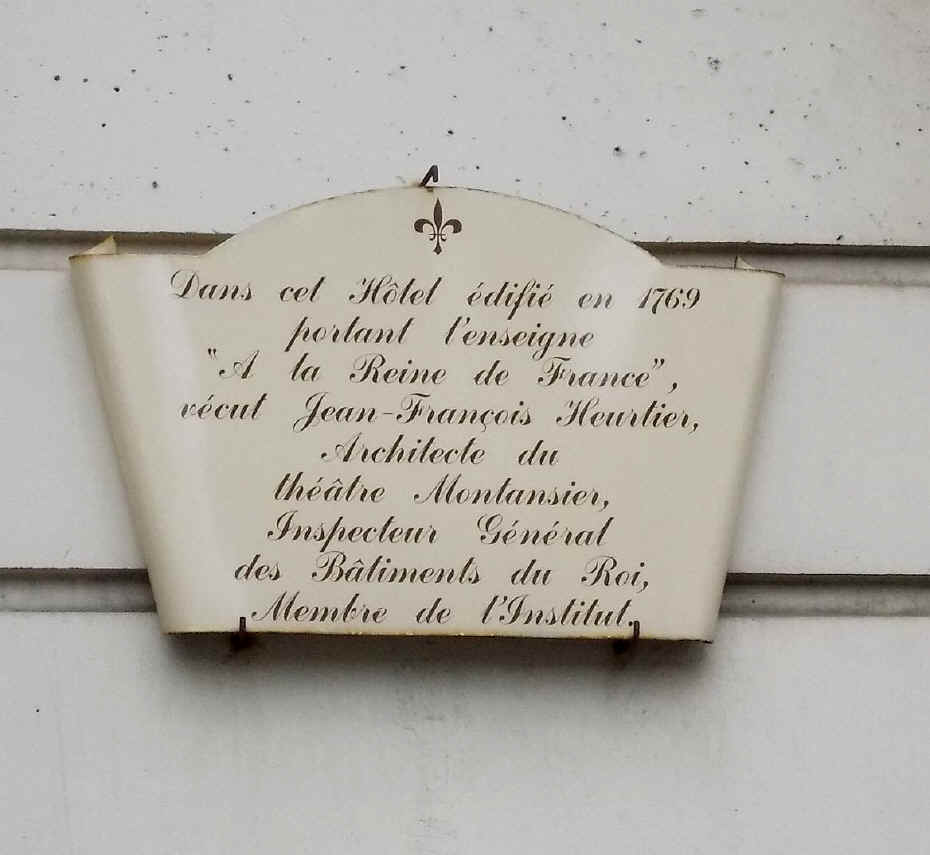 Dans cet Hôtel édifié en 1769
portant l'enseigne
"A la Reine de France",
vécut Jean-François Heurtier,
Architecte du
théâtre Montansier,
Inspecteur Général
des Bâtiments du Roi,
Membre de l'Institut.